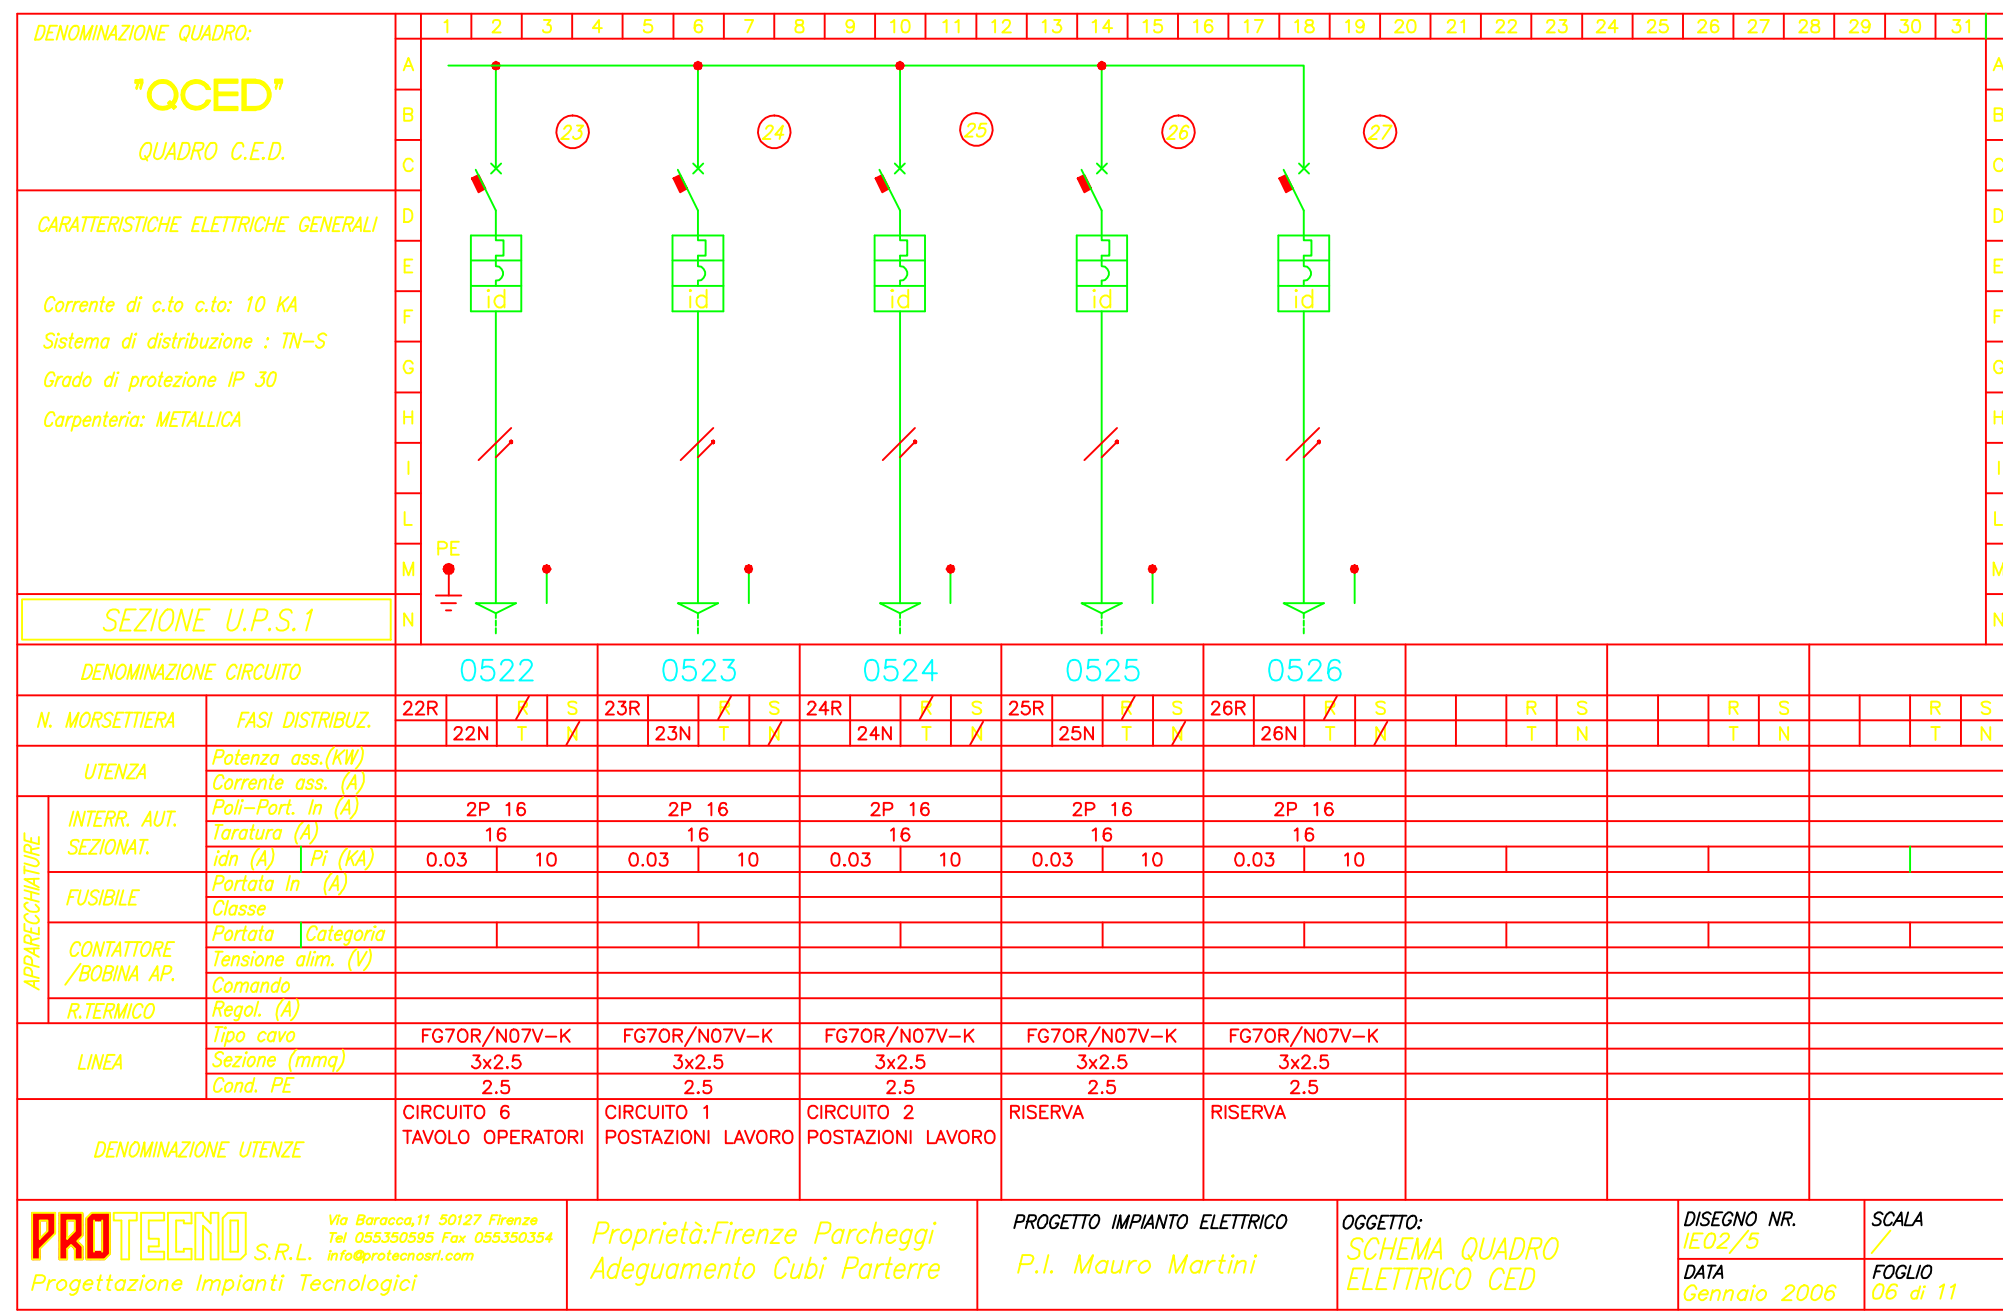 DENOMINAZIONE QUADRO:
"QCED"
QUADRO C.E.D.
CARATTERISTICHE ELETTRICHE GENERALI
Corrente di c.to c.to: 10 KA
Sistema di distribuzione : TN-S
Grado di protezione IP 30
Carpenteria: METALLICA
SEZIONE U.P.S.1
1 2 3 4 5 6 7 8 9 10 11 12 13 14 15 16 17 18 19 20 21 22 23 24 25 26 27 28 29 30 31
A A
B B
23 24 25 26 27
C C
D D
E E
id id id id id
F F
G G
H H
I I
L L
PE
M M
N N
DENOMINAZIONE CIRCUITO 0522 0523 0524 0525 0526
N. MORSETTIERA FASI DISTRIBUZ.
22R R S 23R R S 24R R S 25R R S 26R R S R S R S R S
22N T N 23N T N 24N T N 25N T N 26N T N T N T N T N
UTENZA
Potenza ass.(KW)
Corrente ass. (A)
APPARECCHIATURE
INTERR. AUT.
SEZIONAT.
Poli-Port. In (A) 2P 16 2P 16 2P 16 2P 16 2P 16
Taratura (A) 16 16 16 16 16
idn (A) Pi (KA) 0.03 10 0.03 10 0.03 10 0.03 10 0.03 10
FUSIBILE
Portata In (A)
Classe
CONTATTORE
/BOBINA AP.
Portata Categoria
Tensione alim. (V)
Comando
R.TERMICO Regol. (A)
LINEA
Tipo cavo FG7OR/N07V-K FG7OR/N07V-K FG7OR/N07V-K FG7OR/N07V-K FG7OR/N07V-K
Sezione (mmq) 3x2.5 3x2.5 3x2.5 3x2.5 3x2.5
Cond. PE 2.5 2.5 2.5 2.5 2.5
DENOMINAZIONE UTENZE
CIRCUITO 6
TAVOLO OPERATORI
CIRCUITO 1
POSTAZIONI LAVORO
CIRCUITO 2
POSTAZIONI LAVORO
RISERVA
RISERVA
PROTECNO S.R.L.
Via Baracca,11 50127 Firenze
Tel 055350595 Fax 055350354
info@protecnosrl.com
Progettazione Impianti Tecnologici
Proprietà:Firenze Parcheggi
Adeguamento Cubi Parterre
PROGETTO IMPIANTO ELETTRICO
P.I. Mauro Martini
OGGETTO:
SCHEMA QUADRO
ELETTRICO CED
DISEGNO NR.
IE02/5
SCALA
/
DATA
Gennaio 2006
FOGLIO
06 di 11